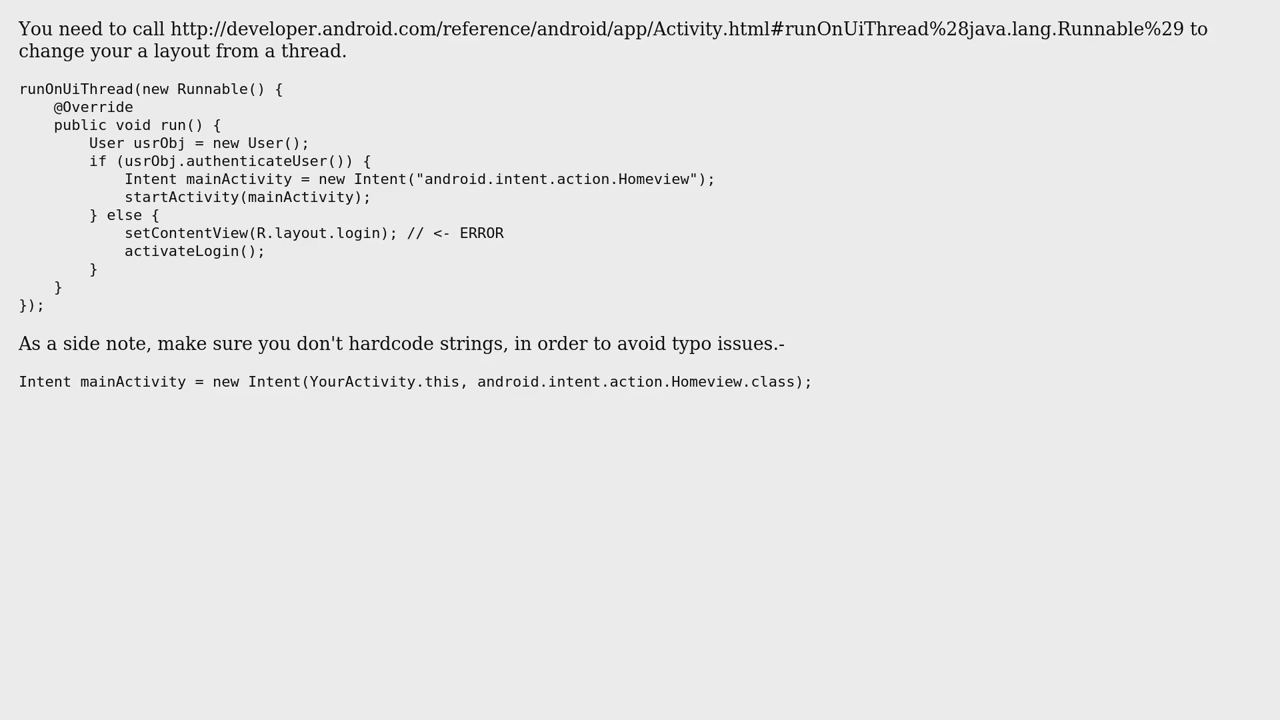 You need to call http://developer.android.com/reference/android/app/Activity.html#runOnUiThread%28java.lang.Runnable%29 to
change your a layout from a thread.
runOnUiThread(new Runnable() {
    @Override
    public void run() {
        User usrObj = new User();
        if (usrObj.authenticateUser()) {
            Intent mainActivity = new Intent("android.intent.action.Homeview");
            startActivity(mainActivity);
        } else {
            setContentView(R.layout.login); // <- ERROR
            activateLogin();
        }
    }
});
As a side note, make sure you don't hardcode strings, in order to avoid typo issues.-
Intent mainActivity = new Intent(YourActivity.this, android.intent.action.Homeview.class);